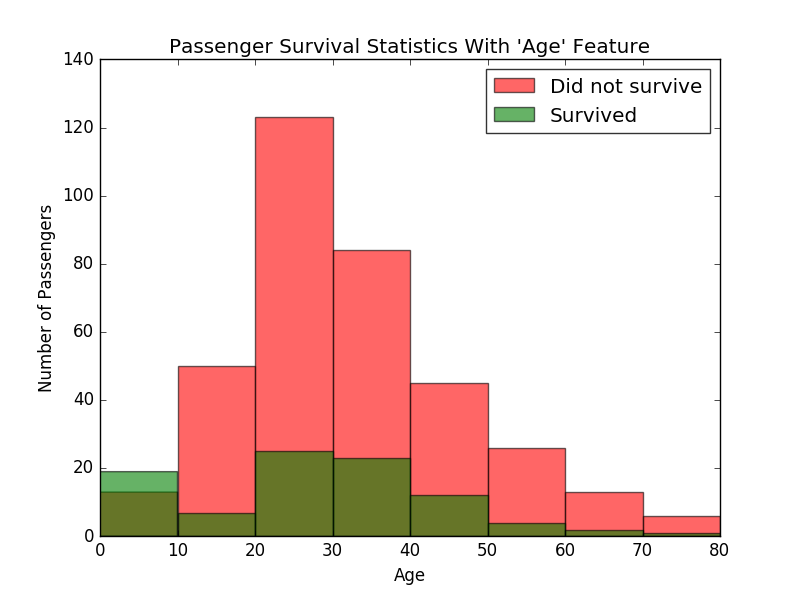 Passenger Survival Statistics With 'Age' Feature
Did not survive
Survived
Number of Passengers
140
120
100
80
60
40
20
0
0 10 20 30 40 50 60 70 80
Age